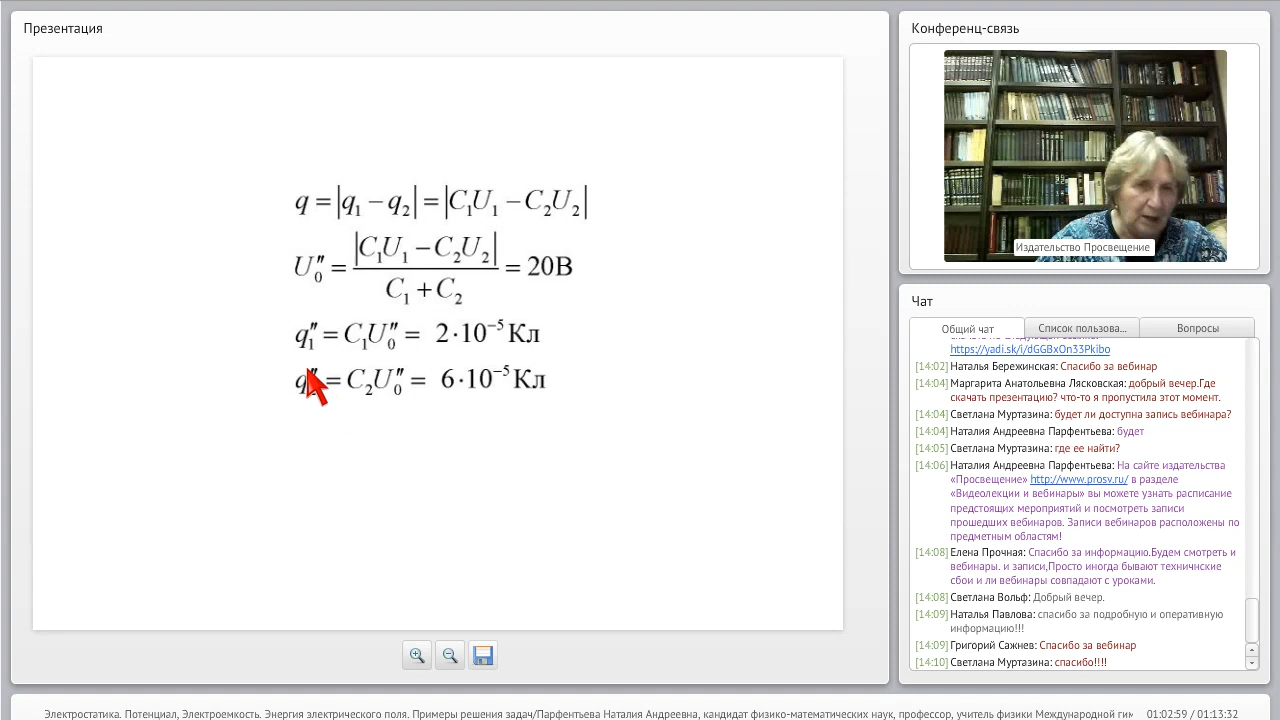 Презентация
q = |q₁ − q₂| = |C₁U₁ − C₂U₂|
U₀″ = |C₁U₁ − C₂U₂| / (C₁ + C₂) = 20В
q₁″ = C₁U₀″ = 2·10⁻⁵ Кл
q₂″ = C₂U₀″ = 6·10⁻⁵ Кл
Конференц-связь
Издательство Просвещение
Чат
Общий чат
Список пользова...
Вопросы
https://yadi.sk/i/dGGBxOn33Pkibo
[14:02] Наталья Бережинская: Спасибо за вебинар
[14:04] Маргарита Анатольевна Лясковская: добрый вечер.Где
скачать презентацию? что-то я пропустила этот момент.
[14:04] Светлана Муртазина: будет ли доступна запись вебинара?
[14:04] Наталия Андреевна Парфентьева: будет
[14:05] Светлана Муртазина: где ее найти?
[14:06] Наталия Андреевна Парфентьева: На сайте издательства
«Просвещение» http://www.prosv.ru/ в разделе
«Видеолекции и вебинары» вы можете узнать расписание
предстоящих мероприятий и посмотреть записи
прошедших вебинаров. Записи вебинаров расположены по
предметным областям!
[14:08] Елена Прочная: Спасибо за информацию.Будем смотреть и
вебинары. и записи,Просто иногда бывают техничнские
сбои и ли вебинары совпадают с уроками.
[14:08] Светлана Вольф: Добрый вечер.
[14:09] Наталья Павлова: спасибо за подробную и оперативную
информацию!!!
[14:09] Григорий Сажнев: Спасибо за вебинар
[14:10] Светлана Муртазина: спасибо!!!!
Электростатика. Потенциал, Электроемкость. Энергия электрического поля. Примеры решения задач/Парфентьева Наталия Андреевна, кандидат физико-математических наук, профессор, учитель физики Международной гим
01:02:59 / 01:13:32